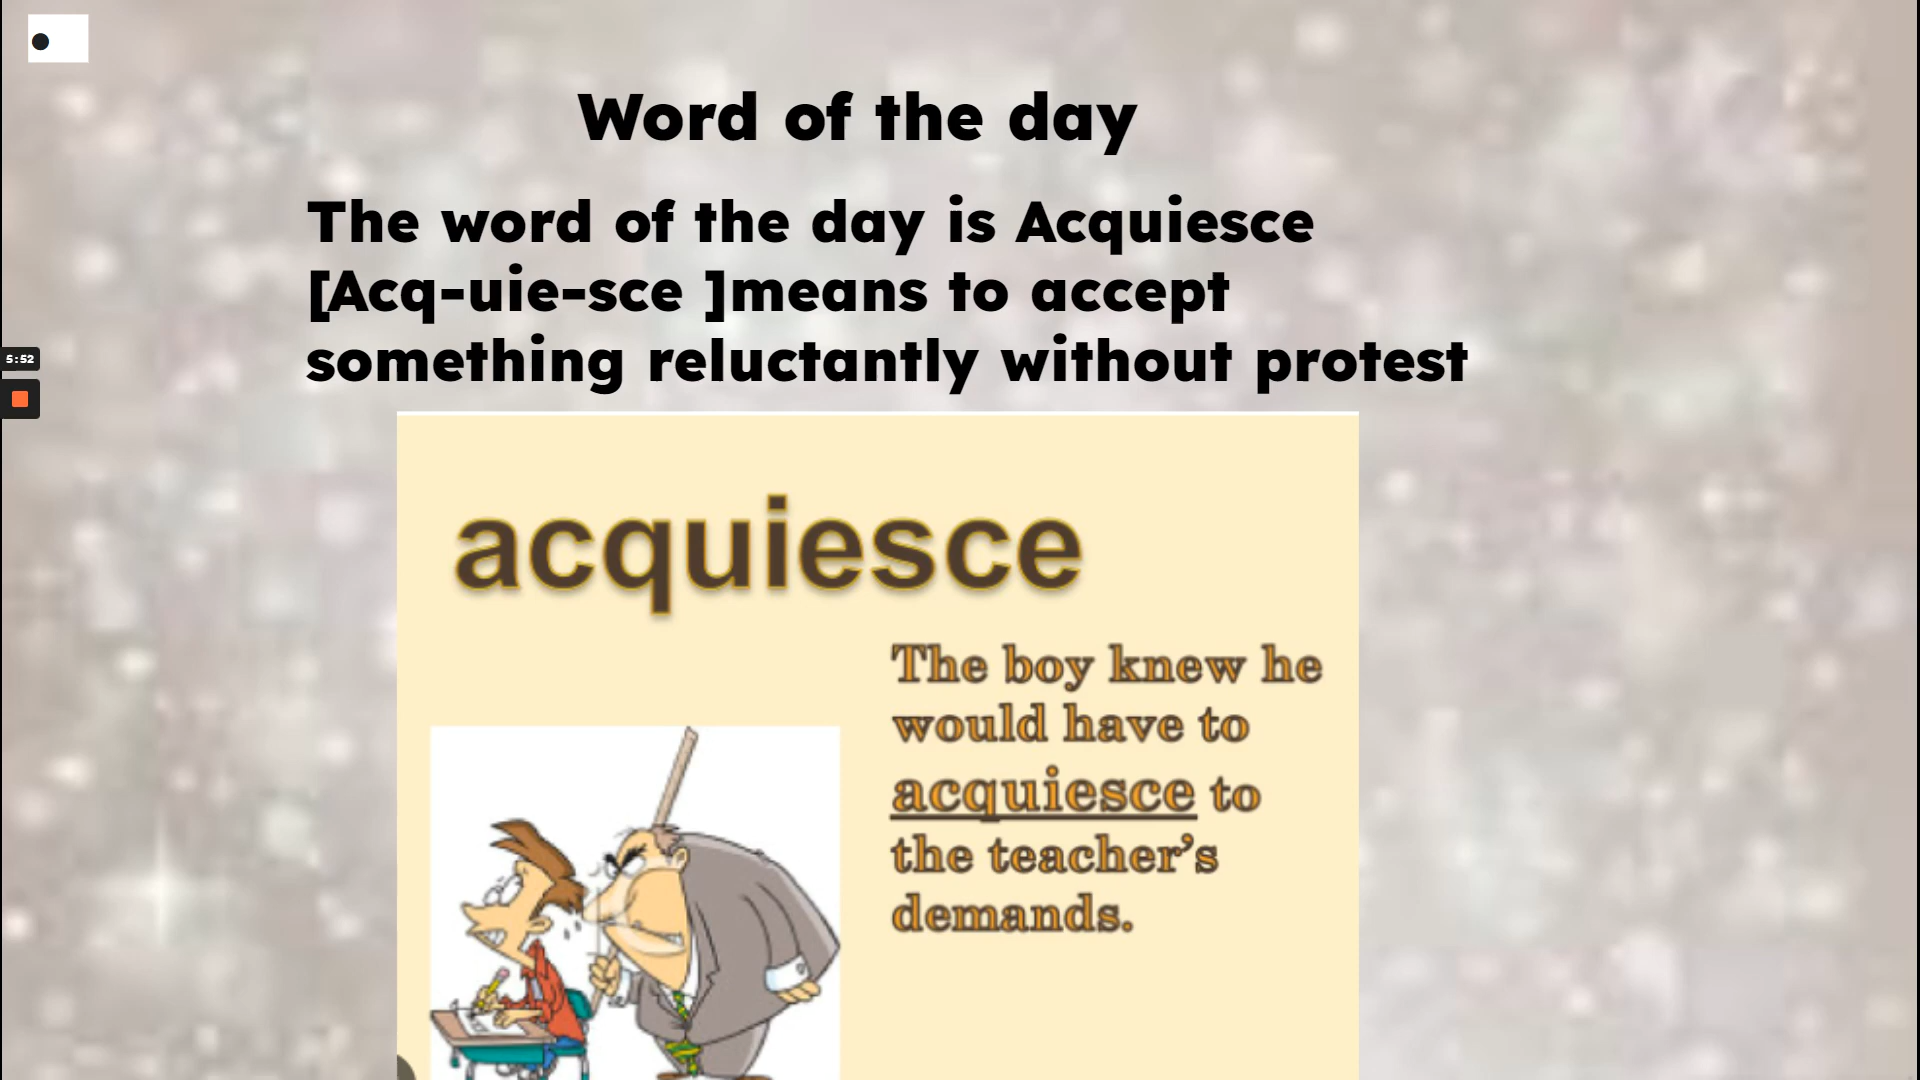 Word of the day
The word of the day is Acquiesce
[Acq-uie-sce ]means to accept
something reluctantly without protest
5:52
acquiesce
The boy knew he
would have to
acquiesce to
the teacher’s
demands.